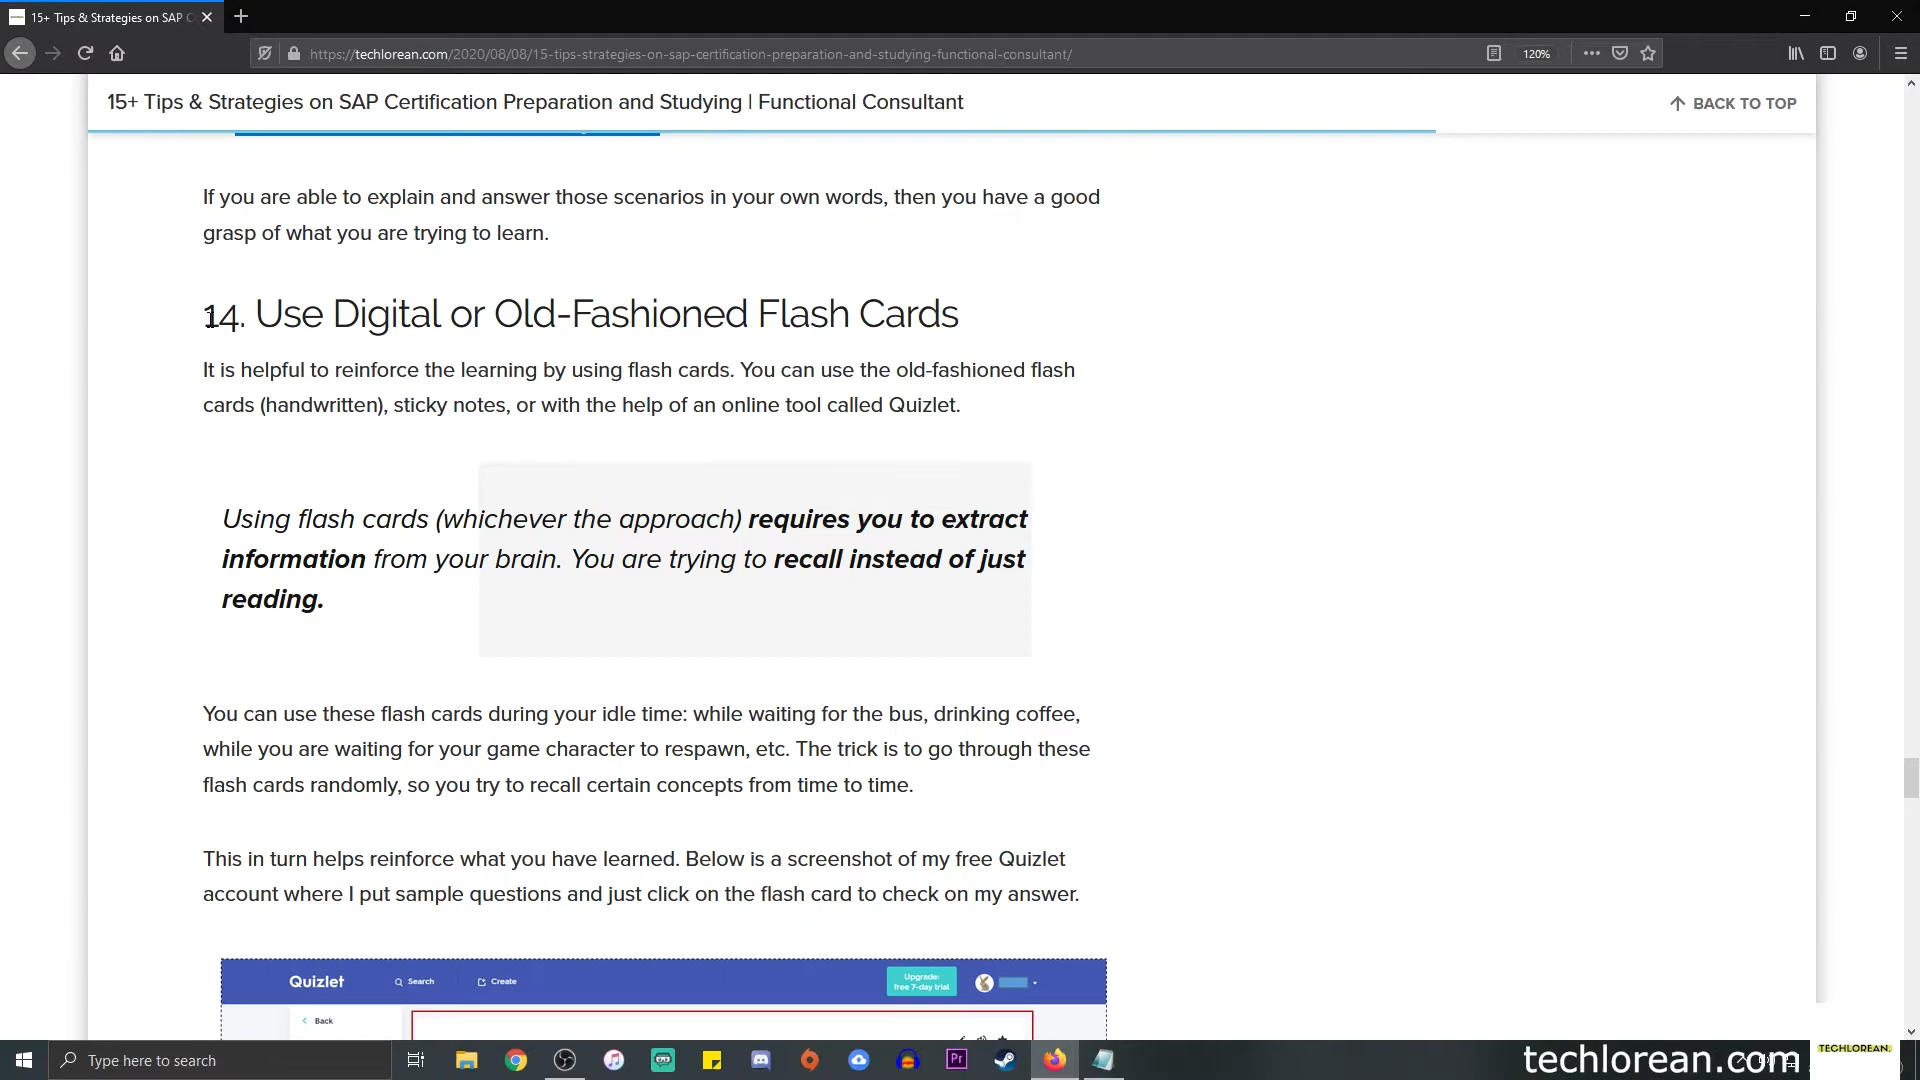 15+ Tips & Strategies on SAP C
https://techlorean.com/2020/08/08/15-tips-strategies-on-sap-certification-preparation-and-studying-functional-consultant/
120%
15+ Tips & Strategies on SAP Certification Preparation and Studying | Functional Consultant
BACK TO TOP
If you are able to explain and answer those scenarios in your own words, then you have a good
grasp of what you are trying to learn.
14. Use Digital or Old-Fashioned Flash Cards
It is helpful to reinforce the learning by using flash cards. You can use the old-fashioned flash
cards (handwritten), sticky notes, or with the help of an online tool called Quizlet.
Using flash cards (whichever the approach) requires you to extract
information from your brain. You are trying to recall instead of just
reading.
You can use these flash cards during your idle time: while waiting for the bus, drinking coffee,
while you are waiting for your game character to respawn, etc. The trick is to go through these
flash cards randomly, so you try to recall certain concepts from time to time.
This in turn helps reinforce what you have learned. Below is a screenshot of my free Quizlet
account where I put sample questions and just click on the flash card to check on my answer.
Quizlet
Search
Create
Upgrade:
free 7-day trial
Back
Type here to search
Pr
techlorean.com
TECHLOREAN.